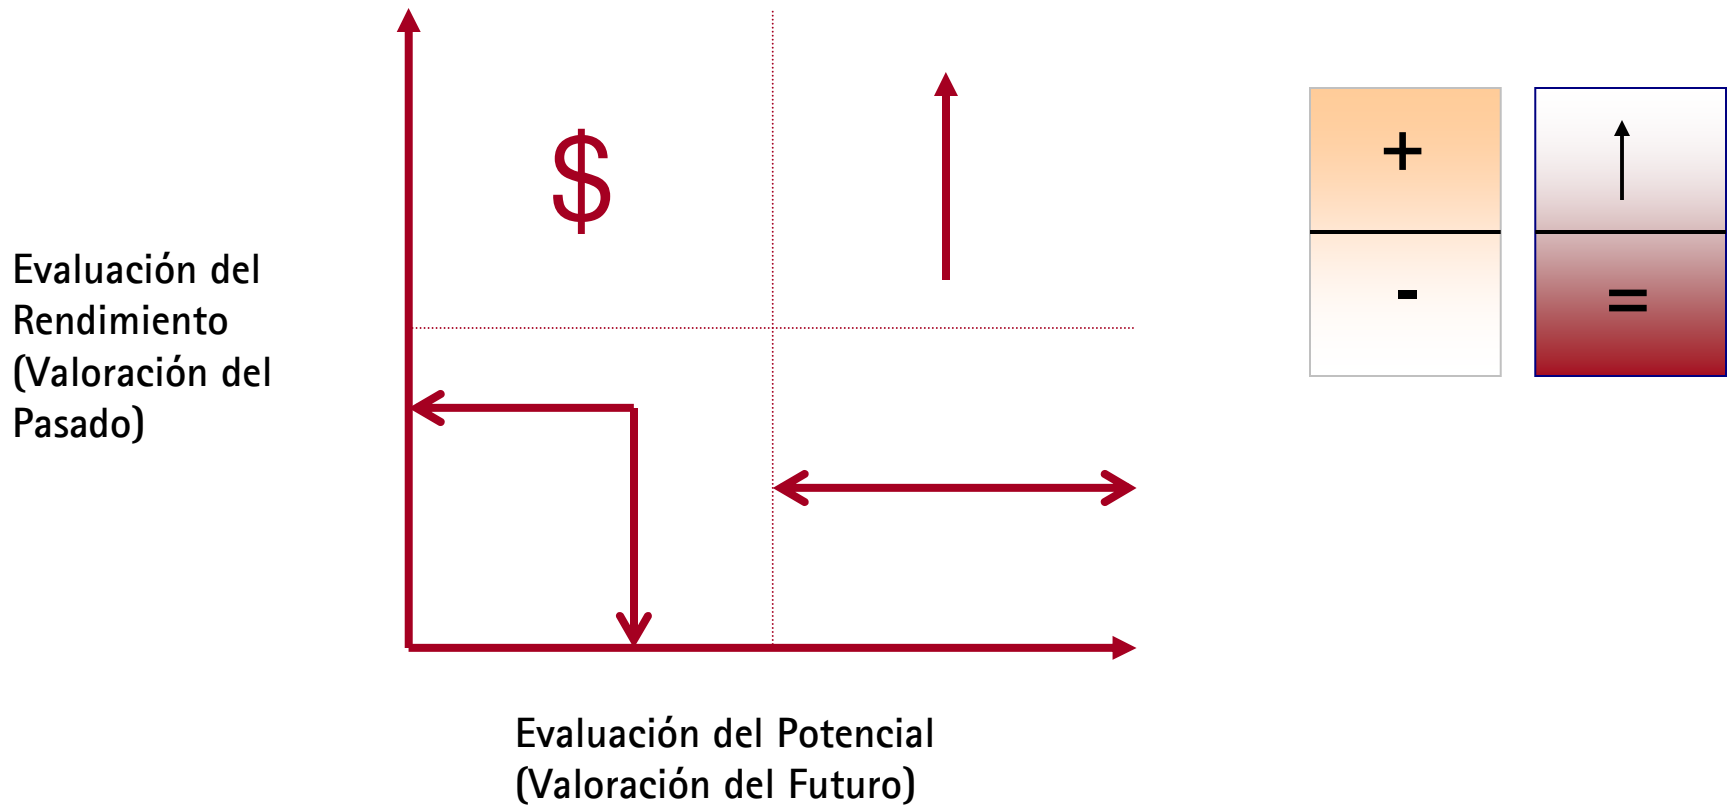 $
+
-
=
Evaluación del
Rendimiento
(Valoración del
Pasado)
Evaluación del Potencial
(Valoración del Futuro)